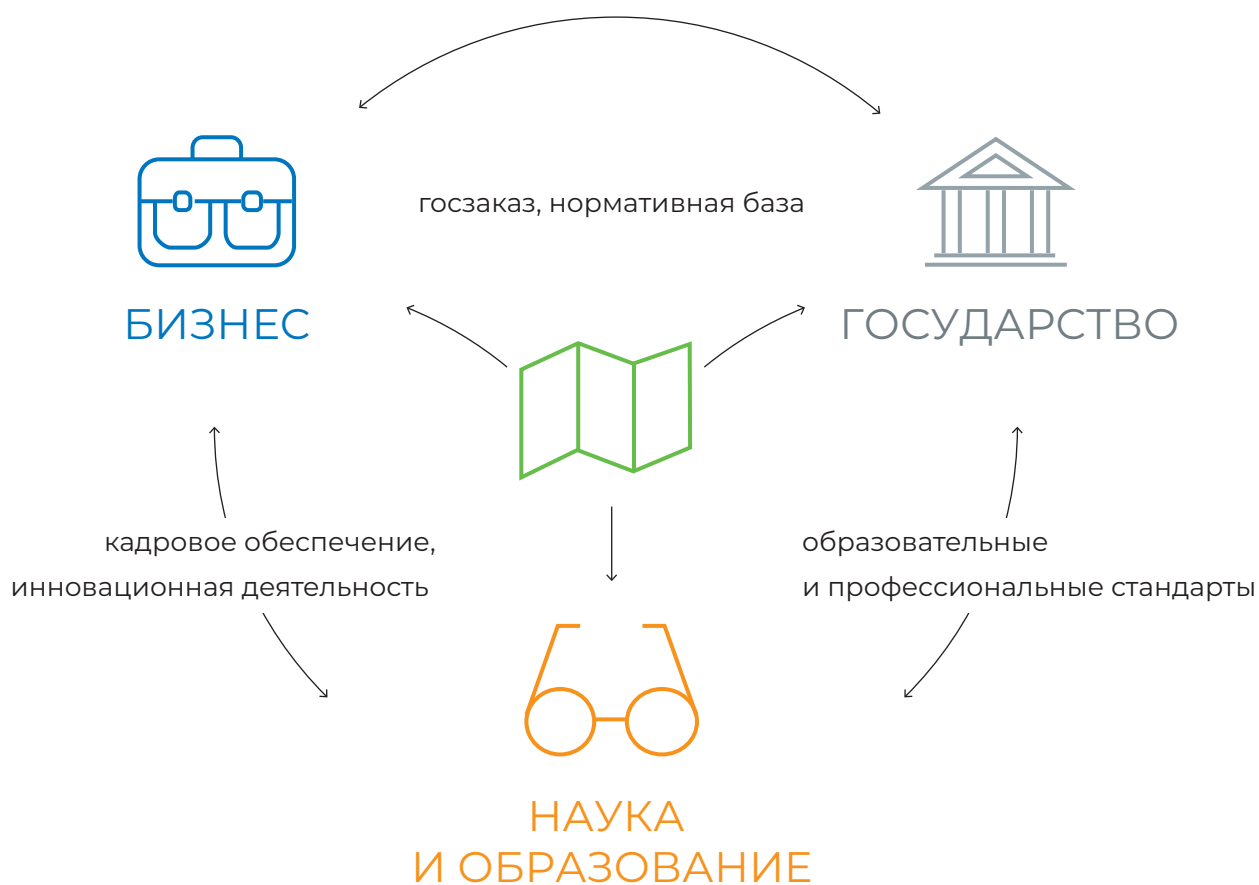 госзаказ, нормативная база
БИЗНЕС
ГОСУДАРСТВО
кадровое обеспечение,
инновационная деятельность
образовательные
и профессиональные стандарты
НАУКА
И ОБРАЗОВАНИЕ